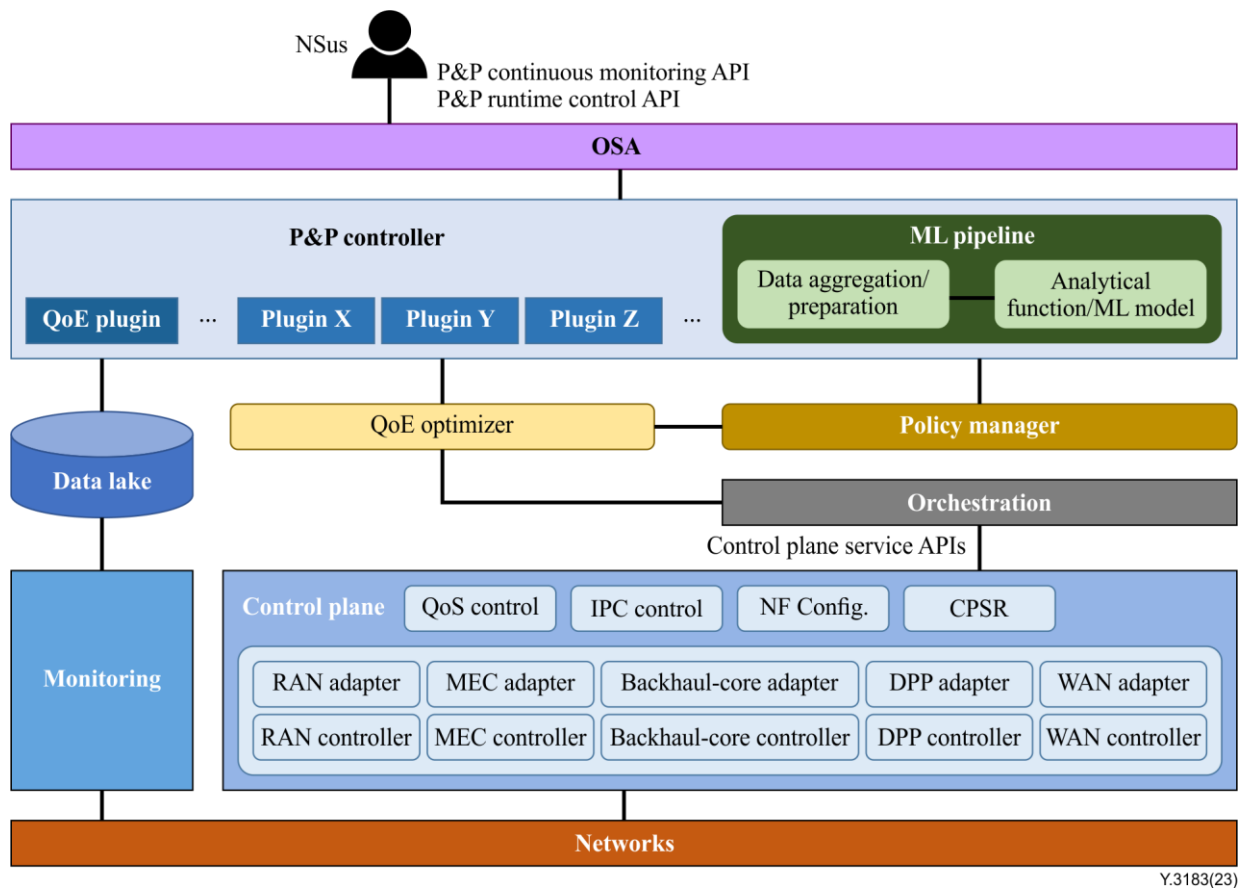 NSus
P&P continuous monitoring API
P&P runtime control API
OSA
P&P controller
ML pipeline
Data aggregation/
preparation
Analytical
function/ML model
QoE plugin
...
Plugin X
Plugin Y
Plugin Z
...
QoE optimizer
Policy manager
Data lake
Orchestration
Control plane service APIs
Control plane
QoS control
IPC control
NF Config.
CPSR
Monitoring
RAN adapter
MEC adapter
Backhaul-core adapter
DPP adapter
WAN adapter
RAN controller
MEC controller
Backhaul-core controller
DPP controller
WAN controller
Networks
Y.3183(23)